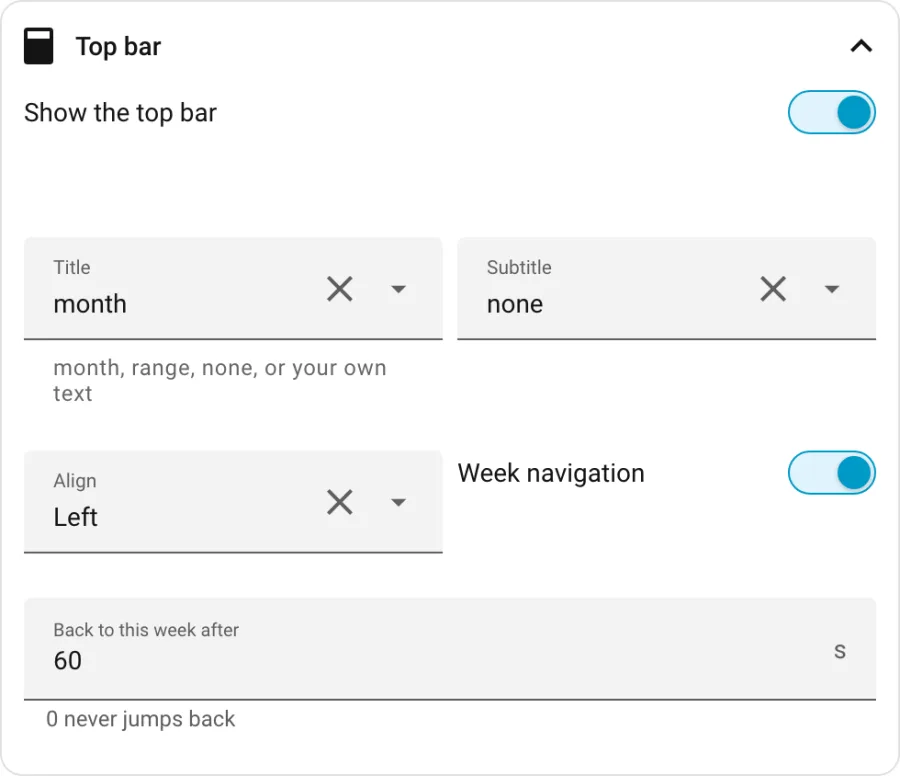 Top bar
Show the top bar
Title
month
Subtitle
none
month, range, none, or your own
text
Align
Left
Week navigation
Back to this week after
60
s
0 never jumps back